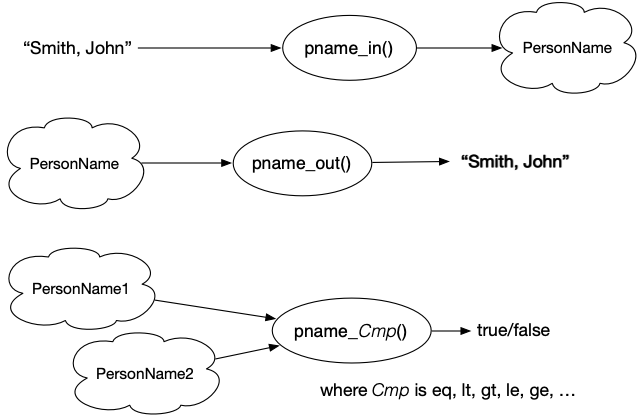 “Smith, John”
pname_in()
PersonName
PersonName
pname_out()
“Smith, John”
PersonName1
pname_Cmp()
true/false
PersonName2
where Cmp is eq, lt, gt, le, ge, ...